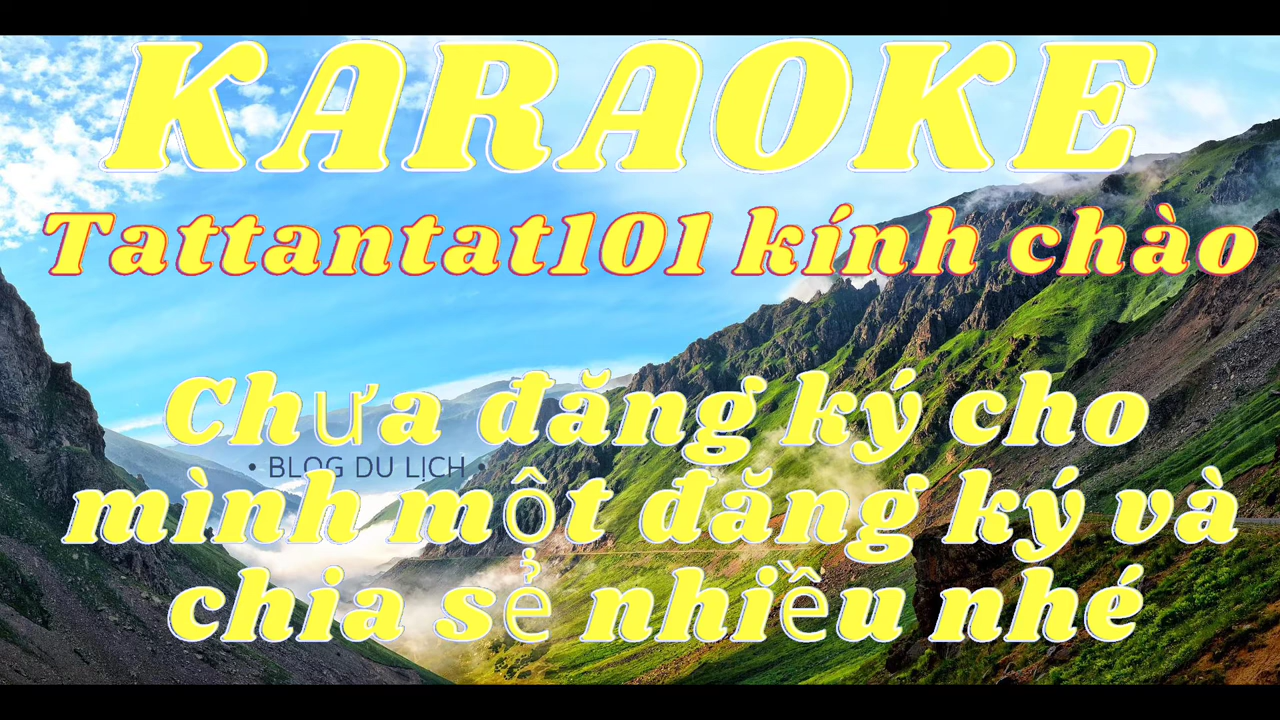 KARAOKE
Tattantat101 kính chào
Chưa đăng ký cho
• BLOG DU LỊCH •
mình một đăng ký và
chia sẻ nhiều nhé